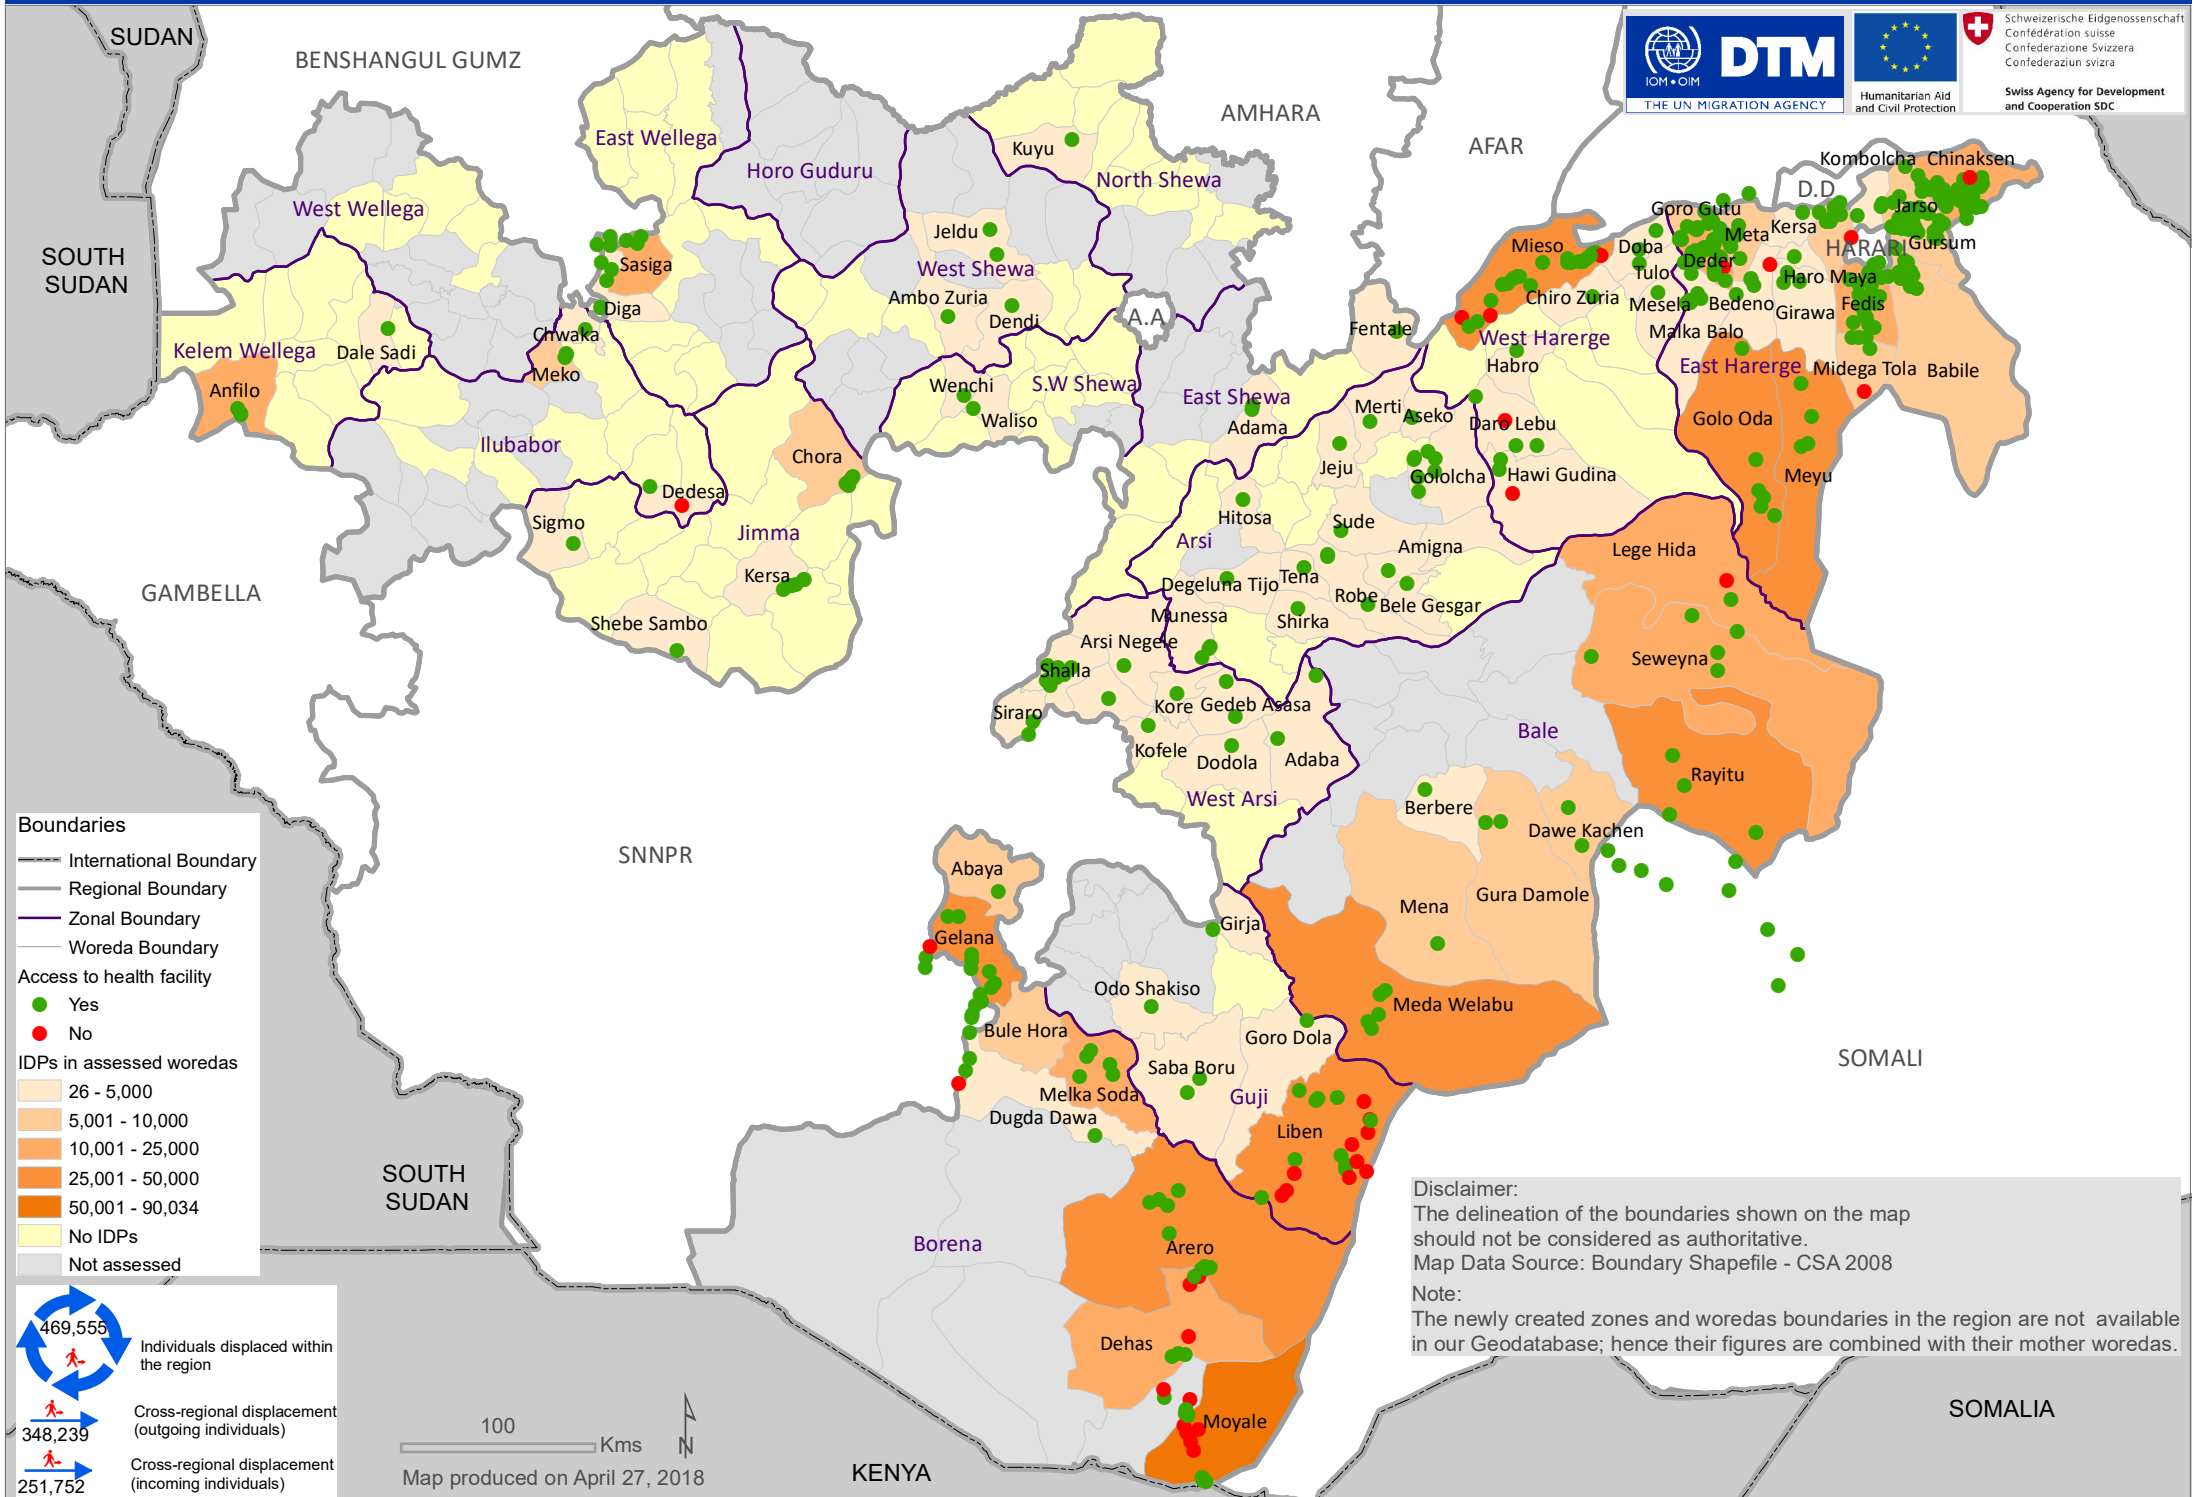 SUDAN
BENSHANGUL GUMZ
AMHARA
AFAR
IOM • OIM
DTM
THE UN MIGRATION AGENCY
Humanitarian Aid
and Civil Protection
Schweizerische Eidgenossenschaft
Confédération suisse
Confederazione Svizzera
Confederaziun svizra
Swiss Agency for Development
and Cooperation SDC
East Wellega
Horo Guduru
Kuyu
North Shewa
West Wellega
Kombolcha
Chinaksen
D.D
Jarso
Goro Gutu
Meta
Kersa
HARARI
Gursum
SOUTH
SUDAN
Sasiga
Jeldu
West Shewa
Mieso
Doba
Tulo
Deder
Haro Maya
Diga
Ambo Zuria
Dendi
A.A
Chiro Zuria
Mesela
Bedeno
Girawa
Fedis
Chwaka
Meko
Fentale
Malka Balo
West Harerge
Kelem Wellega
Dale Sadi
Habro
East Harerge
Midega Tola
Babile
Anfilo
Wenchi
Waliso
S.W Shewa
East Shewa
Adama
Merti
Aseko
Daro Lebu
Golo Oda
Ilubabor
Chora
Jeju
Gololcha
Hawi Gudina
Meyu
Dedesa
Sigmo
Jimma
Hitosa
Sude
Arsi
Amigna
Lege Hida
GAMBELLA
Kersa
Degeluna Tijo
Tena
Robe
Bele Gesgar
Shebe Sambo
Munessa
Shirka
Arsi Negele
Shalla
Seweyna
Siraro
Kore
Gedeb Asasa
Kofele
Dodola
Adaba
Bale
Rayitu
West Arsi
Berbere
Dawe Kachen
SNNPR
Abaya
Mena
Gura Damole
Gelana
Girja
Odo Shakiso
Meda Welabu
Bule Hora
Goro Dola
SOMALI
Saba Boru
Melka Soda
Guji
Dugda Dawa
Liben
SOUTH
SUDAN
Borena
Arero
Dehas
Moyale
KENYA
SOMALIA
Boundaries
International Boundary
Regional Boundary
Zonal Boundary
Woreda Boundary
Access to health facility
Yes
No
IDPs in assessed woredas
26 - 5,000
5,001 - 10,000
10,001 - 25,000
25,001 - 50,000
50,001 - 90,034
No IDPs
Not assessed
469,555
Individuals displaced within
the region
348,239
Cross-regional displacement
(outgoing individuals)
251,752
Cross-regional displacement
(incoming individuals)
100
Kms
N
Map produced on April 27, 2018
Disclaimer:
The delineation of the boundaries shown on the map
should not be considered as authoritative.
Map Data Source: Boundary Shapefile - CSA 2008
Note:
The newly created zones and woredas boundaries in the region are not available
in our Geodatabase; hence their figures are combined with their mother woredas.